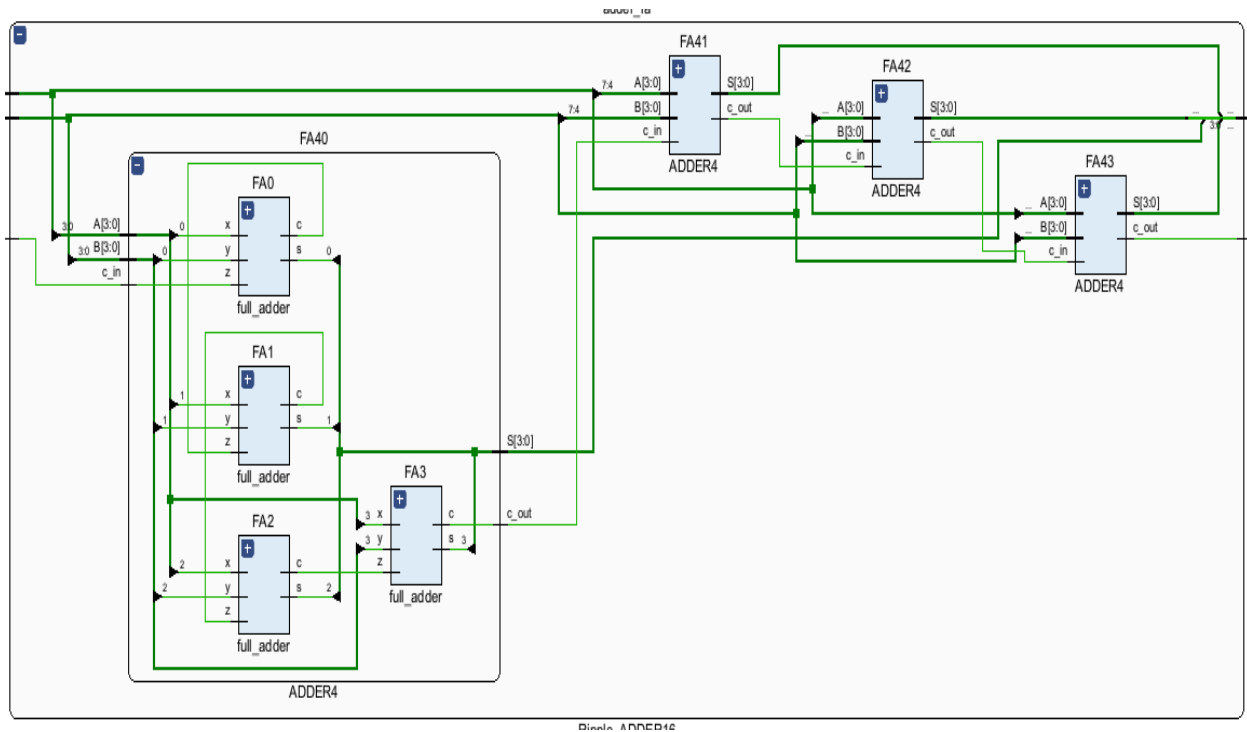 adder_fa
FA41
7:4 A[3:0] S[3:0]
7:4 B[3:0] c_out
c_in
ADDER4
FA42
_ A[3:0] S[3:0]
_ B[3:0] c_out
c_in
ADDER4
3:0 _
FA43
_ A[3:0] S[3:0]
_ B[3:0] c_out
c_in
ADDER4
FA40
3:0 A[3:0]
3:0 B[3:0]
c_in
FA0
0 x c
0 y s 0
z
full_adder
FA1
1 x c
1 y s 1
z
full_adder
S[3:0]
FA3
3 x c c_out
3 y s 3
z
full_adder
FA2
2 x c
2 y s 2
z
full_adder
ADDER4
Ripple_ADDER16